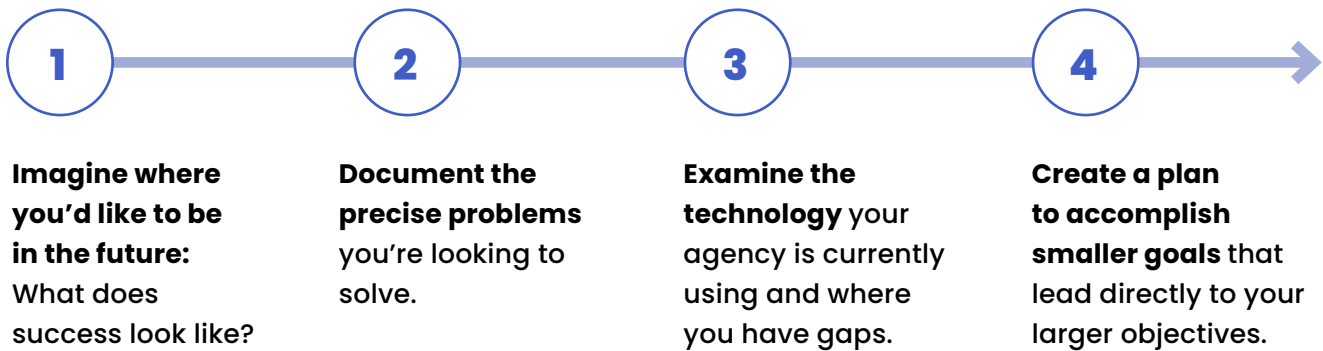 1
2
3
4
Imagine where
you’d like to be
in the future:
What does
success look like?
Document the
precise problems
you’re looking to
solve.
Examine the
technology your
agency is currently
using and where
you have gaps.
Create a plan
to accomplish
smaller goals that
lead directly to your
larger objectives.